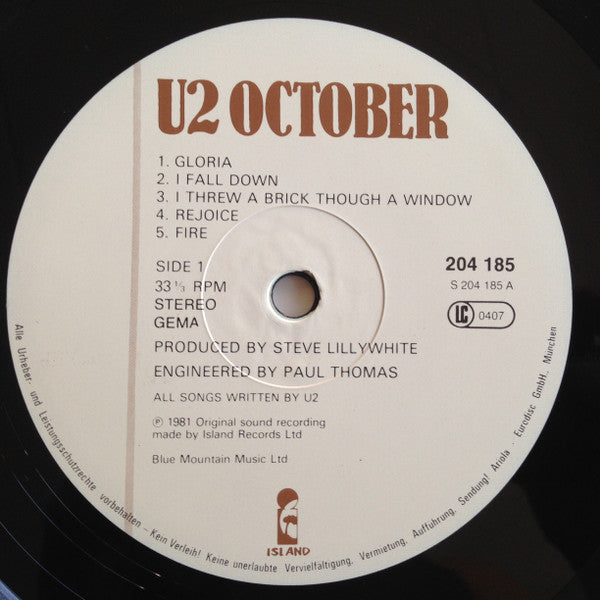 U2 OCTOBER
1. GLORIA
2. I FALL DOWN
3. I THREW A BRICK THOUGH A WINDOW
4. REJOICE
5. FIRE
SIDE 1
33⅓ RPM
STEREO
GEMA
204 185
S 204 185 A
LC 0407
PRODUCED BY STEVE LILLYWHITE
ENGINEERED BY PAUL THOMAS
ALL SONGS WRITTEN BY U2
℗ 1981 Original sound recording
made by Island Records Ltd
Blue Mountain Music Ltd
ISLAND
Alle Urheber- und Leistungsschutzrechte vorbehalten – Kein Verleih! Keine unerlaubte Vervielfältigung, Vermietung, Aufführung, Sendung! Ariola - Eurodisc GmbH, München